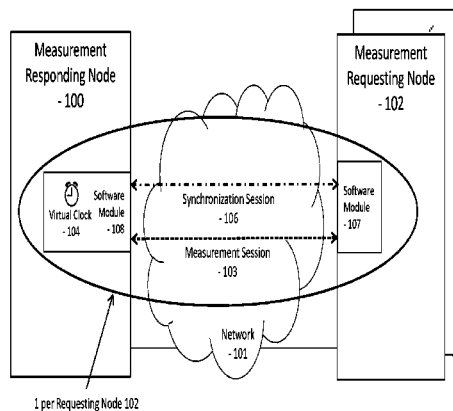 Measurement
Responding Node
- 100
Measurement
Requesting Node
- 102
Virtual Clock
- 104
Software
Module
- 108
Synchronization Session
- 106
Measurement Session
- 103
Software
Module
- 107
Network
- 101
1 per Requesting Node 102